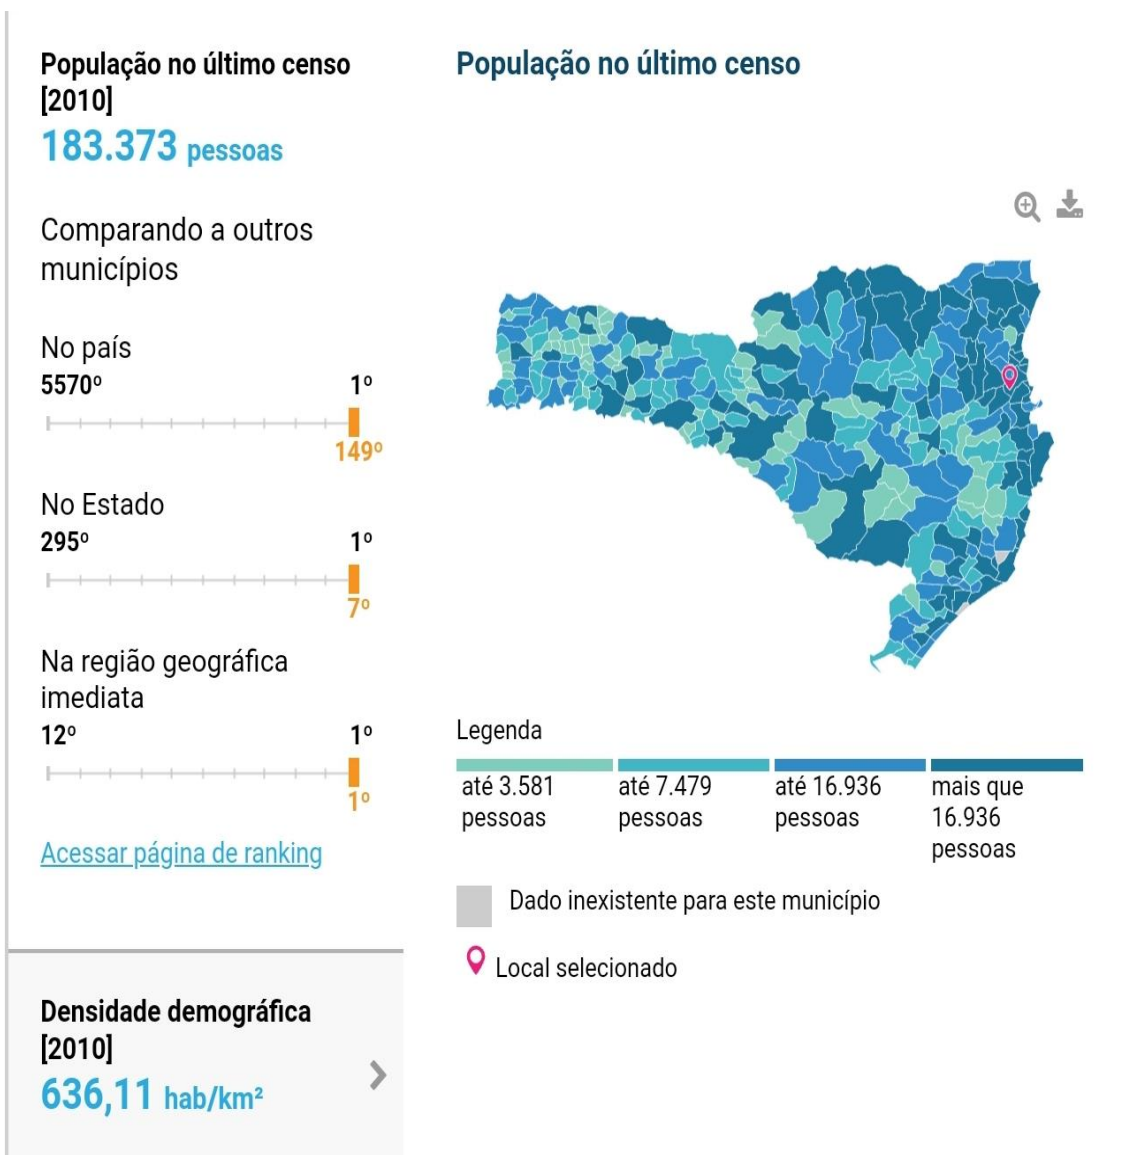 População no último censo
[2010]
183.373 pessoas
Comparando a outros
municípios
No país
5570º 1º
149º
No Estado
295º 1º
7º
Na região geográfica
imediata
12º 1º
1º
Acessar página de ranking
Densidade demográfica
[2010]
636,11 hab/km²
População no último censo
Legenda
até 3.581
pessoas
até 7.479
pessoas
até 16.936
pessoas
mais que
16.936
pessoas
Dado inexistente para este município
Local selecionado